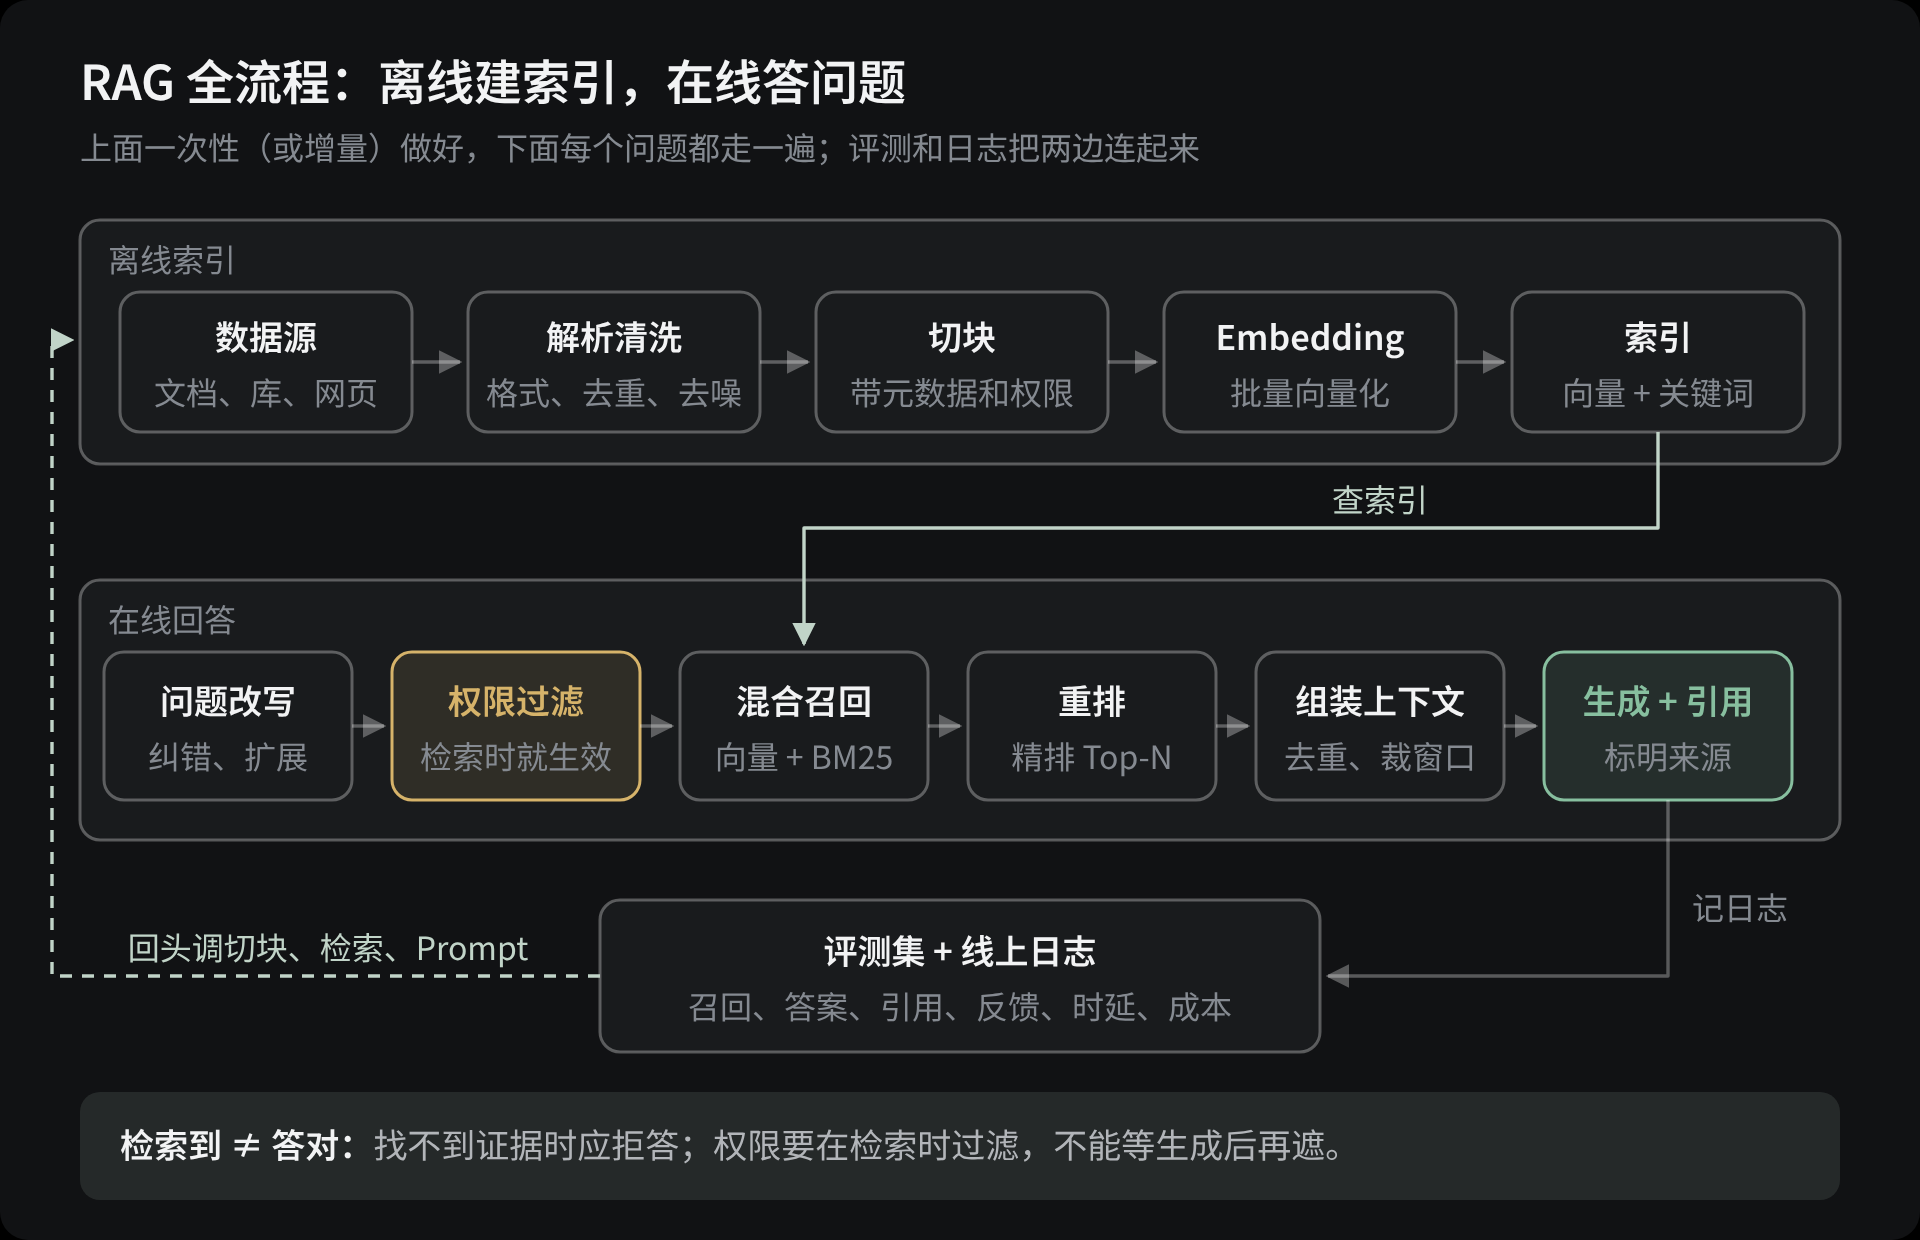 RAG 全流程：离线建索引，在线答问题
上面一次性（或增量）做好，下面每个问题都走一遍；评测和日志把两边连起来
离线索引
数据源
文档、库、网页
解析清洗
格式、去重、去噪
切块
带元数据和权限
Embedding
批量向量化
索引
向量 + 关键词
查索引
在线回答
问题改写
纠错、扩展
权限过滤
检索时就生效
混合召回
向量 + BM25
重排
精排 Top-N
组装上下文
去重、裁窗口
生成 + 引用
标明来源
记日志
回头调切块、检索、Prompt
评测集 + 线上日志
召回、答案、引用、反馈、时延、成本
检索到 ≠ 答对：找不到证据时应拒答；权限要在检索时过滤，不能等生成后再遮。